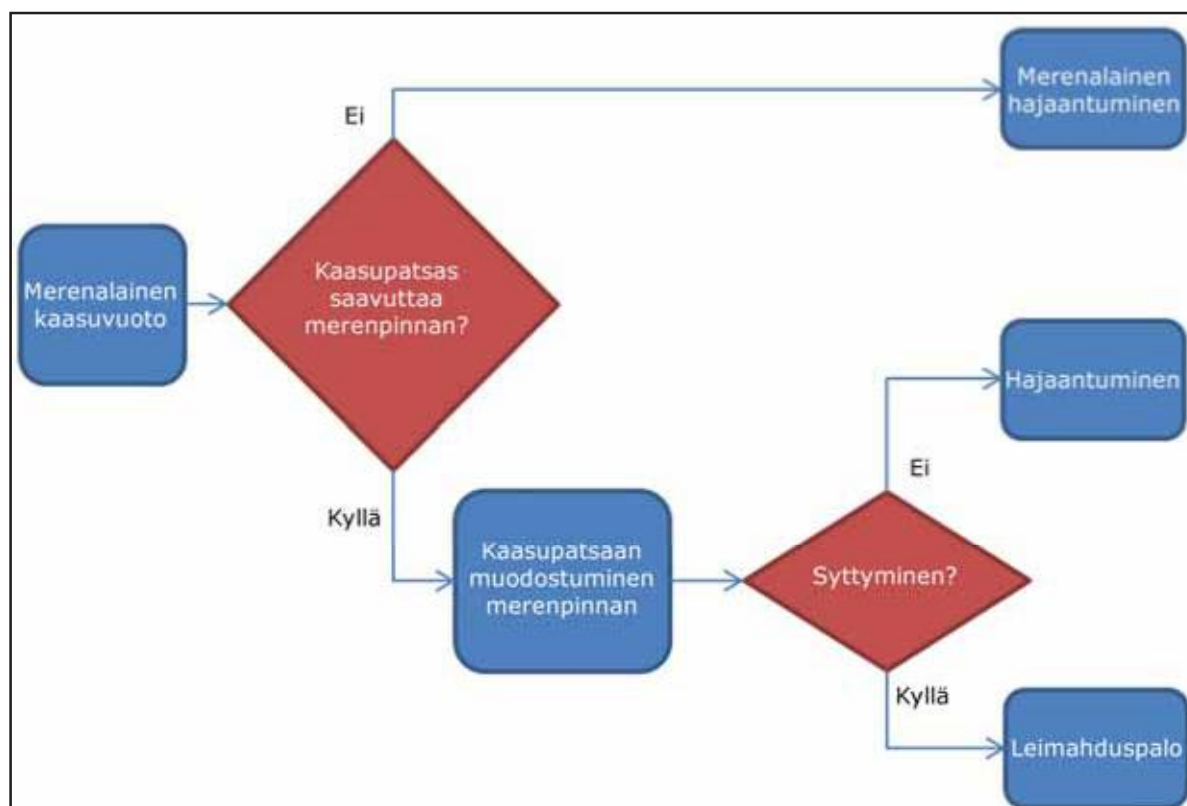 Merenalainen
hajaantuminen
Ei
Kaasupatsas
saavuttaa
merenpinnan?
Merenalainen
kaasuvuoto
Hajaantuminen
Ei
Kyllä
Kaasupatsaan
muodostuminen
merenpinnan
Syttyminen?
Kyllä
Leimahduspalo